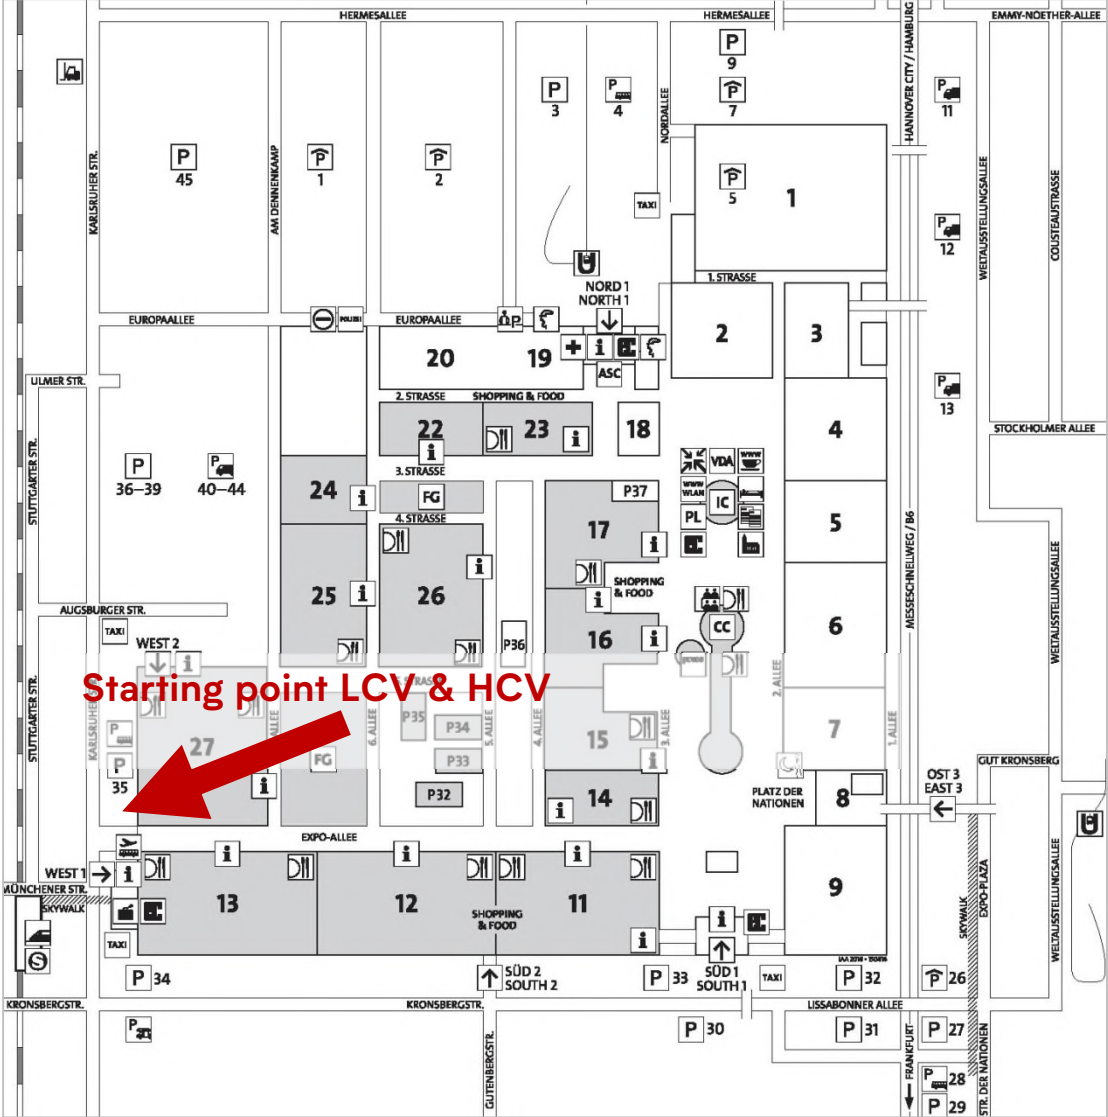 HERMESALLEE
HERMESALLEE
EMMY-NOETHER-ALLEE
HANNOVER CITY / HAMBURG
P
9
P
3
P
4
P
7
P
11
NORDALLEE
KARLSRUHER STR.
P
45
AM DENNENKAMP
P
1
P
2
P
5
1
TAXI
WELTAUSSTELLUNGSALLEE
COUSTEAUSTRASSE
P
12
1. STRASSE
NORD 1
NORTH 1
EUROPAALLEE
POLIZEI
EUROPAALLEE
P
20
19
i
ASC
2
3
ULMER STR.
P
13
2. STRASSE
SHOPPING & FOOD
22
23
i
i
18
4
STOCKHOLMER ALLEE
STUTTGARTER STR.
P
36–39
P
40–44
3. STRASSE
24
i
FG
4. STRASSE
P37
17
i
VDA
WWW
WWW
WLAN
IC
PL
5
MESSESCHNELLWEG / B6
WELTAUSSTELLUNGSALLEE
25
i
26
i
SHOPPING
& FOOD
i
16
i
P36
CC
6
AUGSBURGER STR.
TAXI
WEST 2
i
Starting point LCV & HCV
STUTTGARTER STR.
KARLSRUHER
P
P
35
27
i
ALLEE
FG
6. ALLEE
P35
P34
P33
P32
5. ALLEE
4. ALLEE
15
i
3. ALLEE
14
i
2. ALLEE
7
1. ALLEE
PLATZ DER
NATIONEN
8
OST 3
EAST 3
GUT KRONSBERG
EXPO-ALLEE
WEST 1
i
MÜNCHENER STR.
SKYWALK
i
13
i
12
i
11
SHOPPING
& FOOD
i
9
i
SKYWALK
EXPO-PLAZA
WELTAUSSTELLUNGSALLEE
S
TAXI
P 34
SÜD 2
SOUTH 2
P 33
SÜD 1
SOUTH 1
TAXI
P 32
P 26
KRONSBERGSTR.
KRONSBERGSTR.
LISSABONNER ALLEE
P
GUTENBERGSTR.
P 30
P 31
P 27
FRANKFURT
P 28
P 29
STR. DER NATIONEN